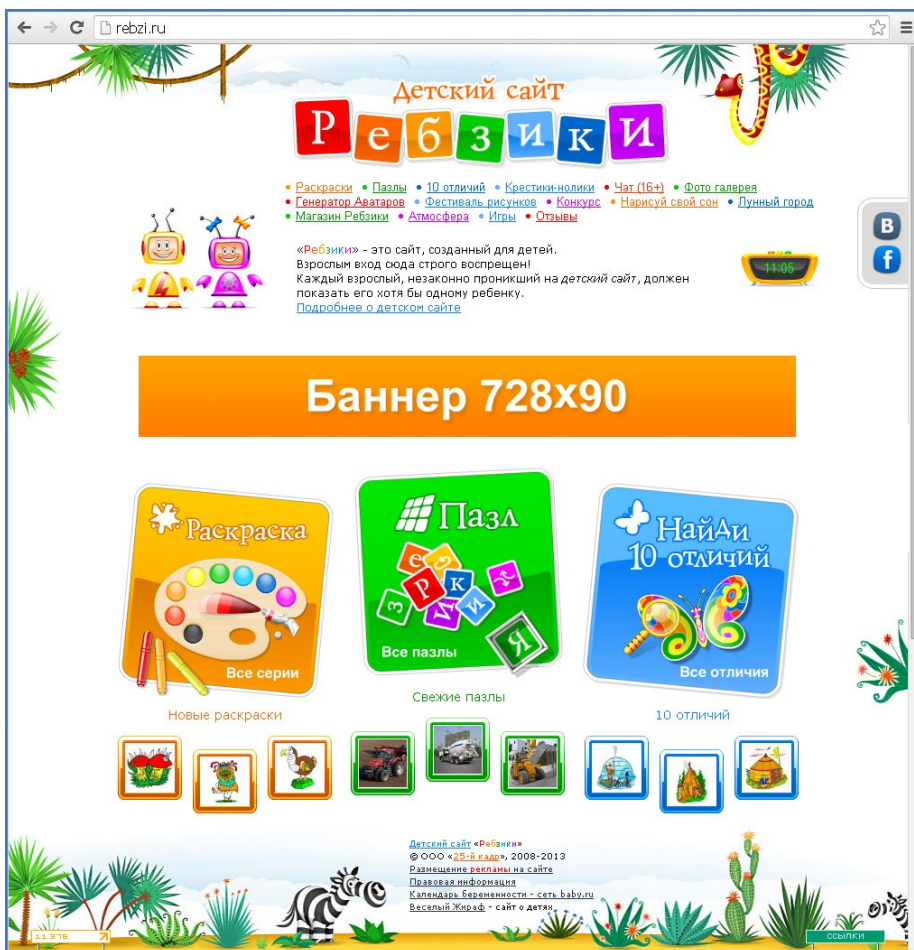 rebzi.ru
Детский сайт
Ребзики
• Раскраски • Пазлы • 10 отличий • Крестики-нолики • Чат (16+) • Фото галерея
• Генератор Аватаров • Фестиваль рисунков • Конкурс • Нарисуй свой сон • Лунный город
• Магазин Ребзики • Атмосфера • Игры • Отзывы
«Ребзики» - это сайт, созданный для детей.
Взрослым вход сюда строго воспрещен!
Каждый взрослый, незаконно проникший на детский сайт, должен
показать его хотя бы одному ребенку.
Подробнее о детском сайте
11:05
В
f
Баннер 728x90
Раскраска
Все серии
Пазл
е б
Р К
З И И
Я
Все пазлы
Найди
10 отличий
Все отличия
Новые раскраски
Свежие пазлы
10 отличий
Детский сайт «Ребзики»
© ООО «25-й кадр», 2008-2013
Размещение рекламы на сайте
Правовая информация
Календарь беременности - сеть baby.ru
Веселый Жираф - сайт о детях
11 376
ссылки